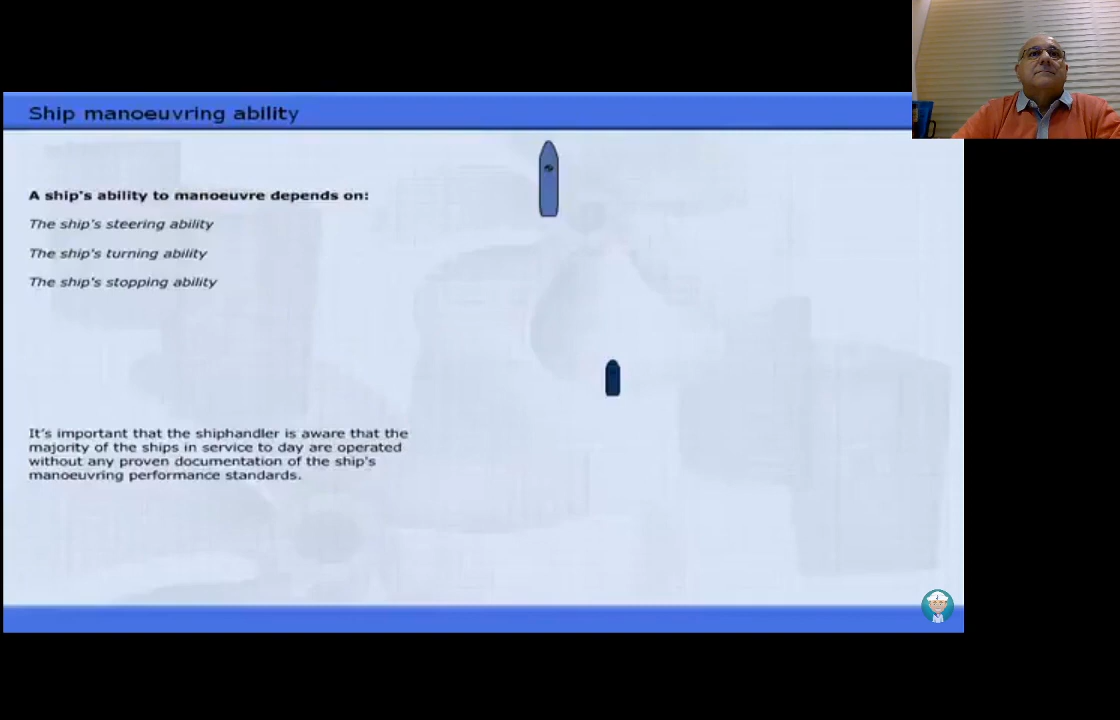 Ship manoeuvring ability
A ship's ability to manoeuvre depends on:
The ship's steering ability
The ship's turning ability
The ship's stopping ability
It's important that the shiphandler is aware that the
majority of the ships in service to day are operated
without any proven documentation of the ship's
manoeuvring performance standards.